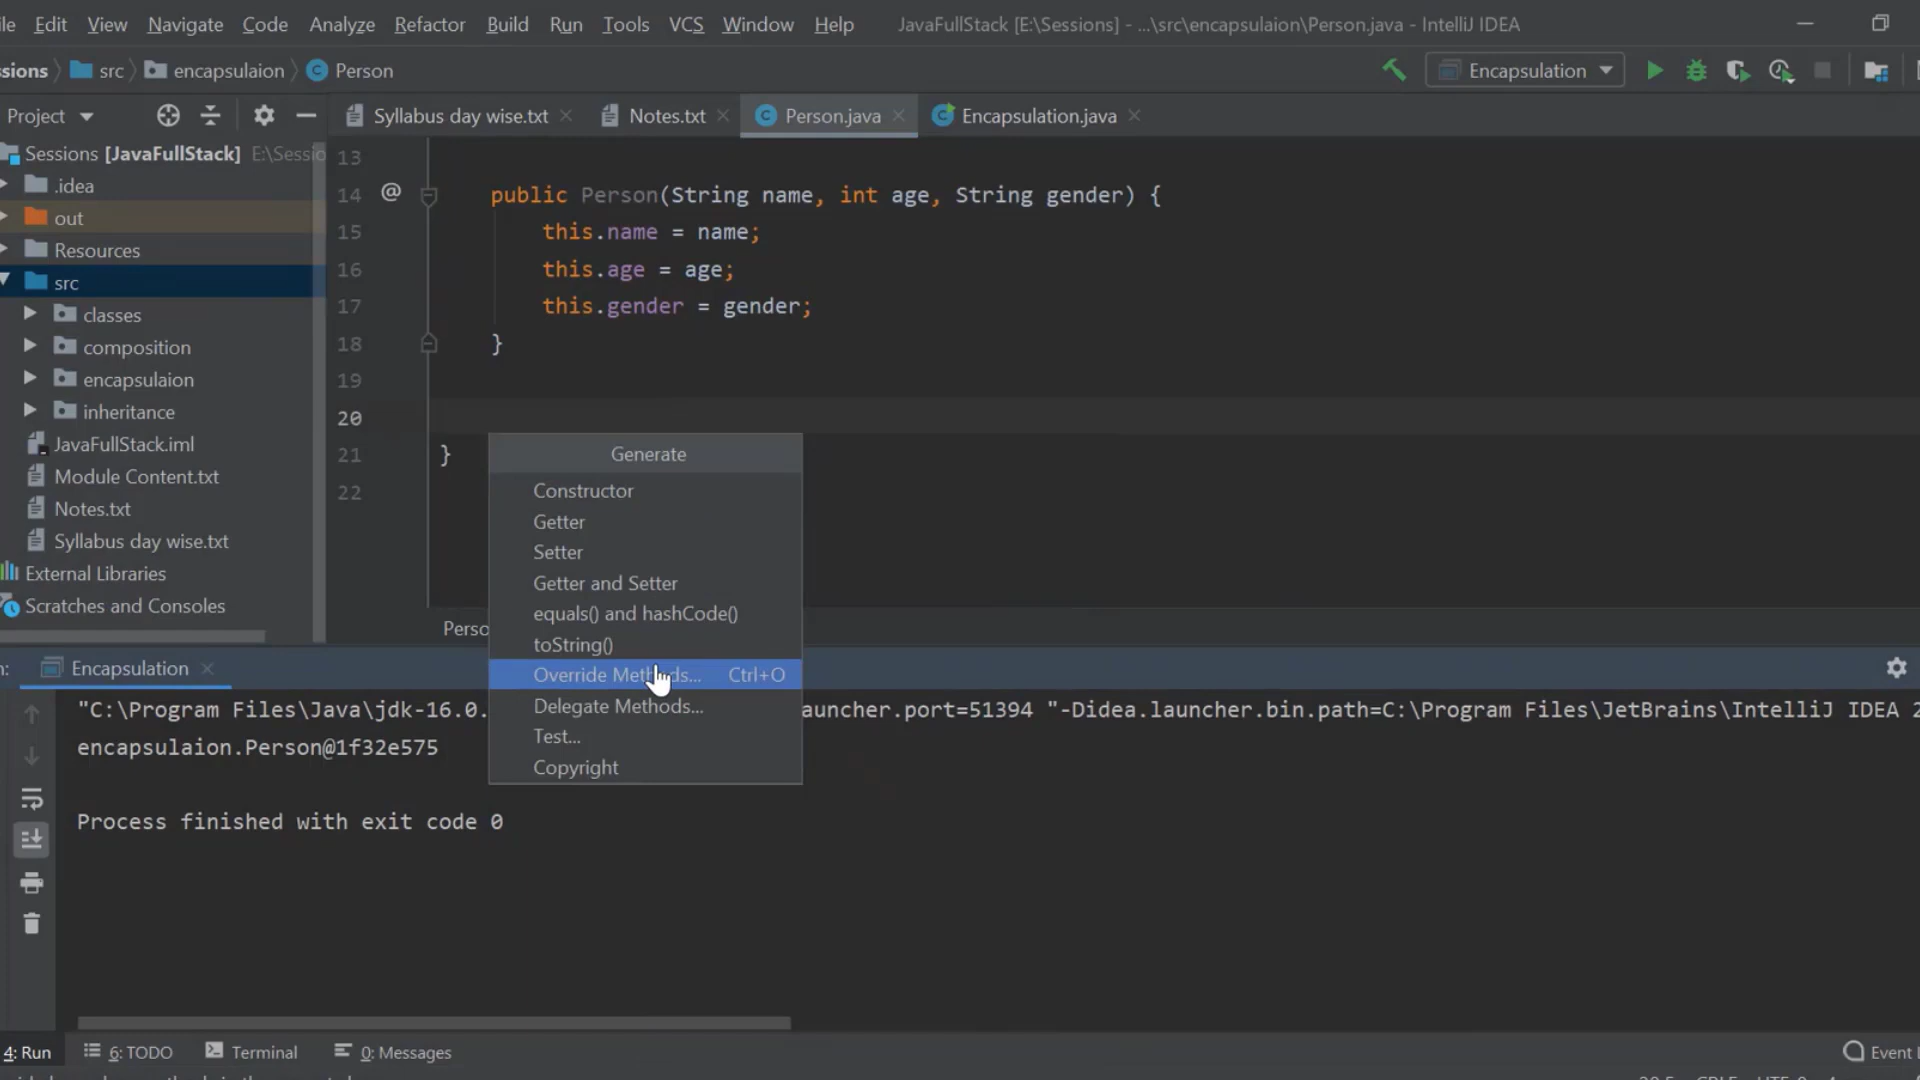 le Edit View Navigate Code Analyze Refactor Build Run Tools VCS Window Help JavaFullStack [E:\Sessions] - ...\src\encapsulaion\Person.java - IntelliJ IDEA
ssions src encapsulaion Person Encapsulation
Project Syllabus day wise.txt Notes.txt Person.java Encapsulation.java
Sessions [JavaFullStack] E:\Sessio
.idea
out
Resources
src
classes
composition
encapsulaion
inheritance
JavaFullStack.iml
Module Content.txt
Notes.txt
Syllabus day wise.txt
External Libraries
Scratches and Consoles
13
14 @ public Person(String name, int age, String gender) {
15 this.name = name;
16 this.age = age;
17 this.gender = gender;
18 }
19
20
21 }
22
Perso
Generate
Constructor
Getter
Setter
Getter and Setter
equals() and hashCode()
toString()
Override Methods... Ctrl+O
Delegate Methods...
Test...
Copyright
n: Encapsulation
"C:\Program Files\Java\jdk-16.0. auncher.port=51394 "-Didea.launcher.bin.path=C:\Program Files\JetBrains\IntelliJ IDEA 2
encapsulaion.Person@1f32e575
Process finished with exit code 0
4: Run 6: TODO Terminal 0: Messages Event